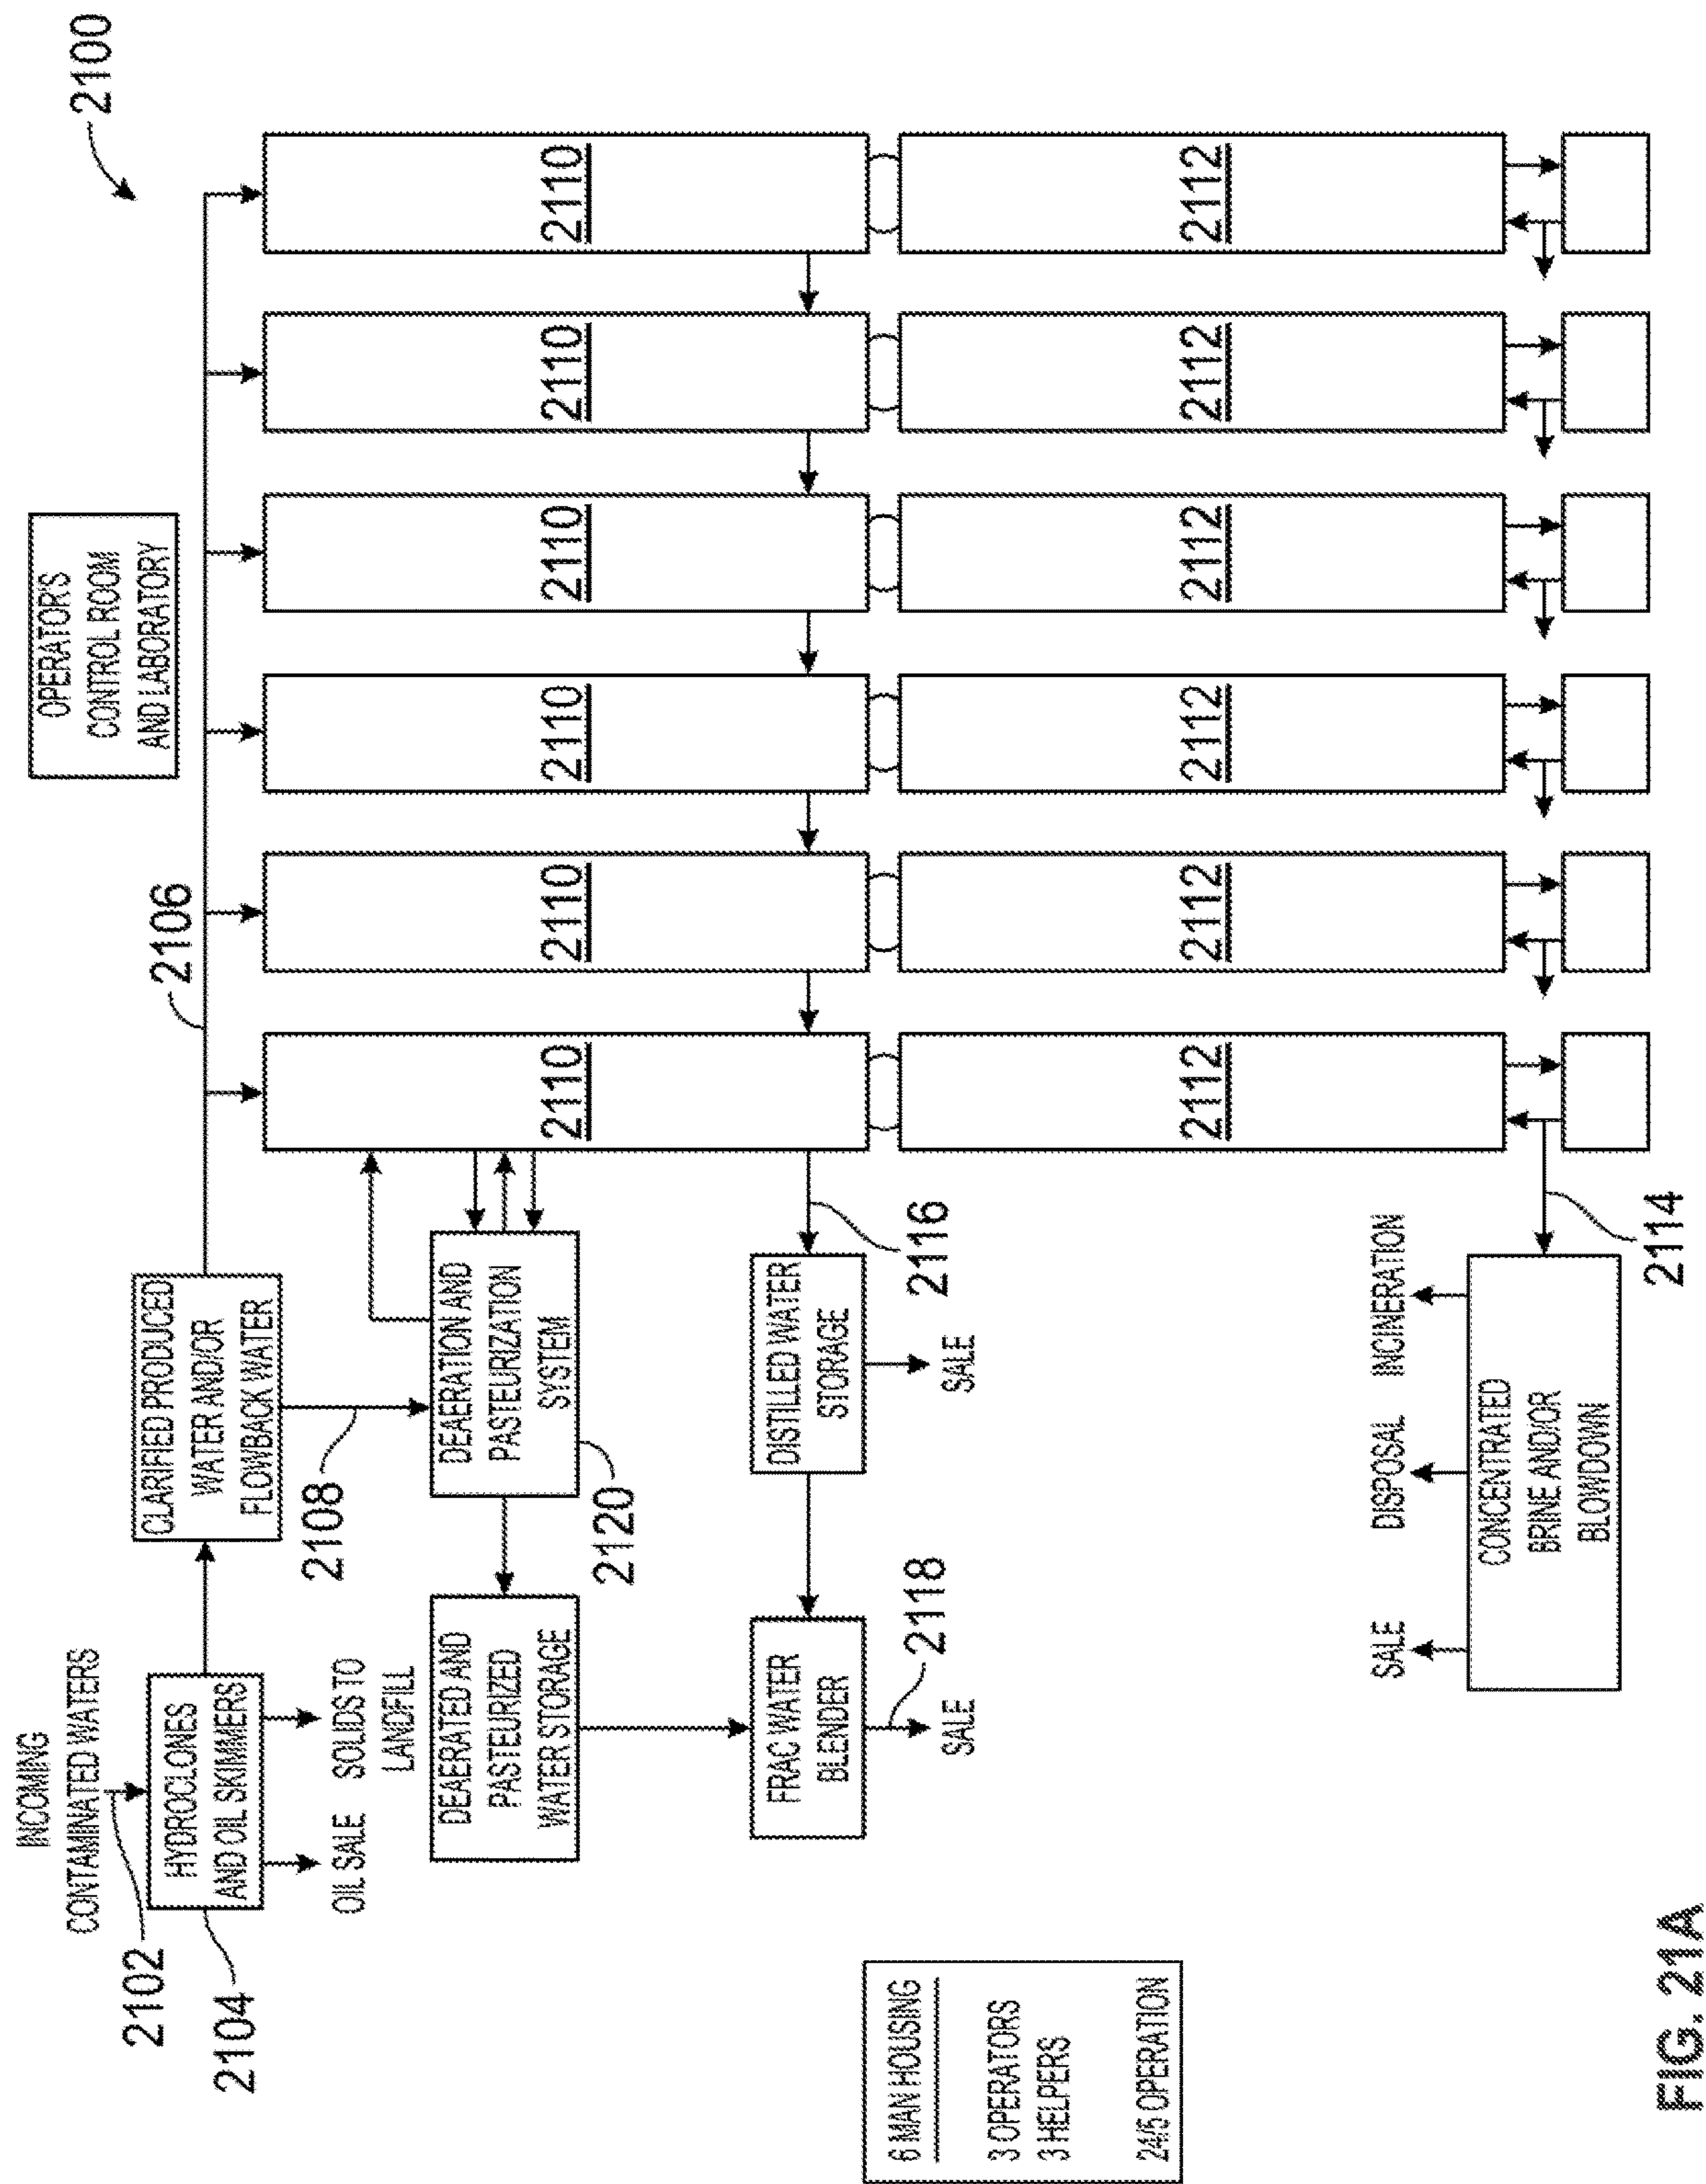 2100
OPERATOR'S
CONTROL ROOM
AND LABORATORY
INCOMING
CONTAMINATED WATERS
2102
HYDROCLONES
AND OIL SKIMMERS
2104
OIL SALE
SOLIDS TO
LANDFILL
CLARIFIED PRODUCED
WATER AND/OR
FLOWBACK WATER
2106
2108
DEAERATED AND
PASTEURIZED
WATER STORAGE
DEAERATION AND
PASTEURIZATION
SYSTEM
2120
2110
2110
2110
2110
2110
2110
FRAC WATER
BLENDER
2118
SALE
DISTILLED WATER
STORAGE
2116
SALE
2112
2112
2112
2112
2112
2112
6 MAN HOUSING
3 OPERATORS
3 HELPERS
24/5 OPERATION
SALE
DISPOSAL
INCINERATION
CONCENTRATED
BRINE AND/OR
BLOWDOWN
2114
FIG. 21A